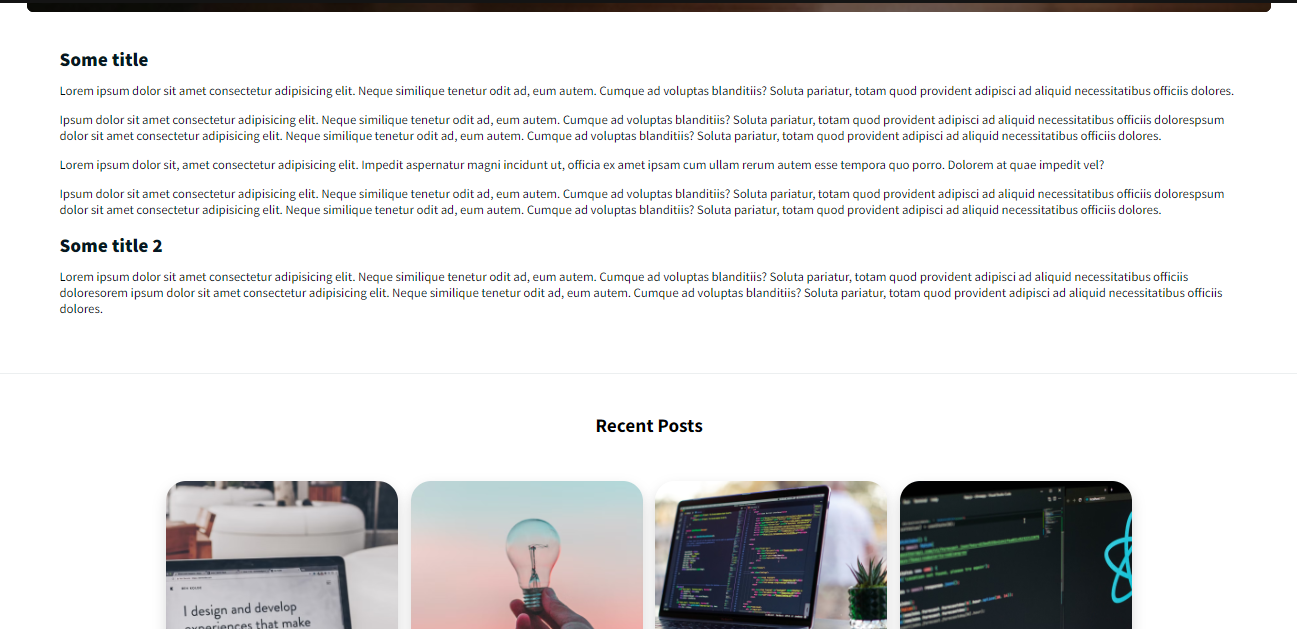 Some title
Lorem ipsum dolor sit amet consectetur adipisicing elit. Neque similique tenetur odit ad, eum autem. Cumque ad voluptas blanditiis? Soluta pariatur, totam quod provident adipisci ad aliquid necessitatibus officiis dolores.
Ipsum dolor sit amet consectetur adipisicing elit. Neque similique tenetur odit ad, eum autem. Cumque ad voluptas blanditiis? Soluta pariatur, totam quod provident adipisci ad aliquid necessitatibus officiis dolorespsum
dolor sit amet consectetur adipisicing elit. Neque similique tenetur odit ad, eum autem. Cumque ad voluptas blanditiis? Soluta pariatur, totam quod provident adipisci ad aliquid necessitatibus officiis dolores.
Lorem ipsum dolor sit, amet consectetur adipisicing elit. Impedit aspernatur magni incidunt ut, officia ex amet ipsam cum ullam rerum autem esse tempora quo porro. Dolorem at quae impedit vel?
Ipsum dolor sit amet consectetur adipisicing elit. Neque similique tenetur odit ad, eum autem. Cumque ad voluptas blanditiis? Soluta pariatur, totam quod provident adipisci ad aliquid necessitatibus officiis dolorespsum
dolor sit amet consectetur adipisicing elit. Neque similique tenetur odit ad, eum autem. Cumque ad voluptas blanditiis? Soluta pariatur, totam quod provident adipisci ad aliquid necessitatibus officiis dolores.
Some title 2
Lorem ipsum dolor sit amet consectetur adipisicing elit. Neque similique tenetur odit ad, eum autem. Cumque ad voluptas blanditiis? Soluta pariatur, totam quod provident adipisci ad aliquid necessitatibus officiis
doloresorem ipsum dolor sit amet consectetur adipisicing elit. Neque similique tenetur odit ad, eum autem. Cumque ad voluptas blanditiis? Soluta pariatur, totam quod provident adipisci ad aliquid necessitatibus officiis
dolores.
Recent Posts
I design and develop
experiences that make